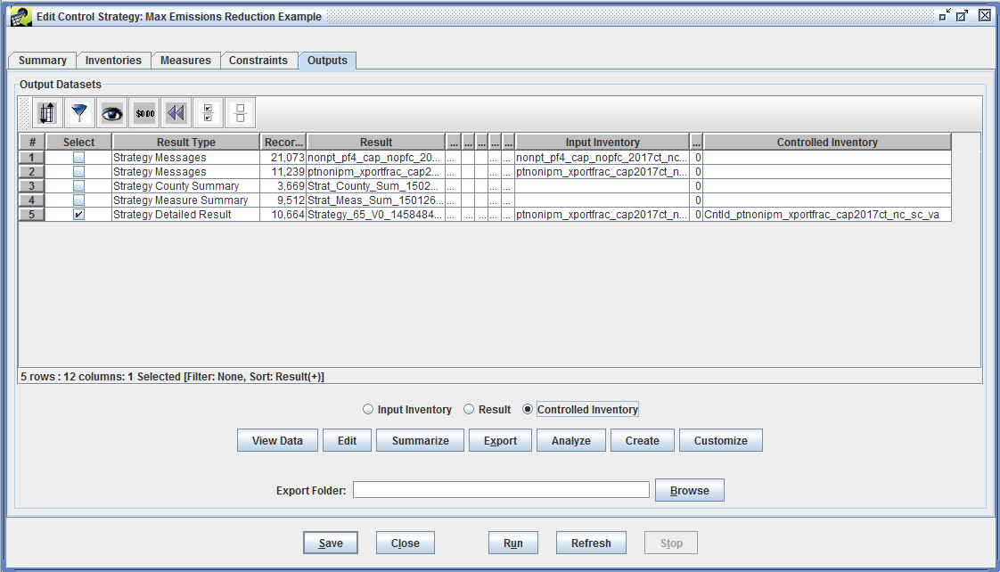 Edit Control Strategy: Max Emissions Reduction Example
Summary Inventories Measures Constraints Outputs
Output Datasets
$0.00
# Select Result Type Recor... Result ... ... ... ... ... Input Inventory ... Controlled Inventory
1 Strategy Messages 21,073 nonpt_pf4_cap_nopfc_20... ... ... ... nonpt_pf4_cap_nopfc_2017ct_nc... 0
2 Strategy Messages 11,239 ptnonipm_xportfrac_cap2... ... ... ... ptnonipm_xportfrac_cap2017ct_n... 0
3 Strategy County Summary 3,669 Strat_County_Sum_1502... ... ... ... 0
4 Strategy Measure Summary 9,512 Strat_Meas_Sum_150126... ... ... ... 0
5 Strategy Detailed Result 10,664 Strategy_65_V0_1458484... ... ... ... ... ... ptnonipm_xportfrac_cap2017ct_n... 0 Cntld_ptnonipm_xportfrac_cap2017ct_nc_sc_va
5 rows : 12 columns: 1 Selected [Filter: None, Sort: Result(+)]
Input Inventory Result Controlled Inventory
View Data Edit Summarize Export Analyze Create Customize
Export Folder: Browse
Save Close Run Refresh Stop